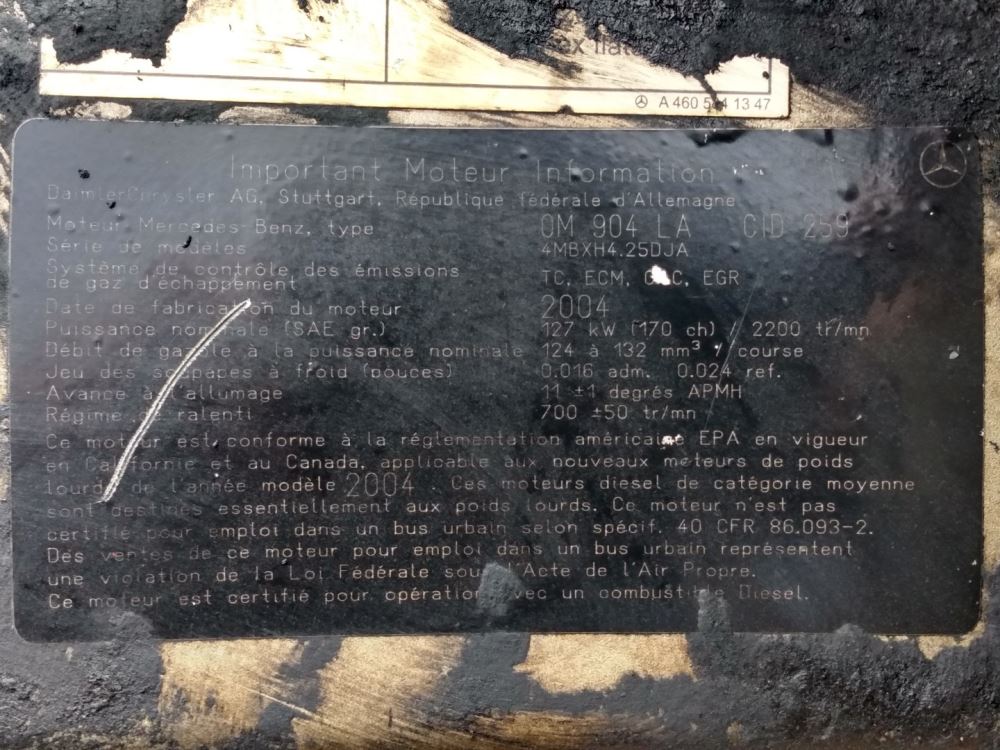 A 460 584 13 47
Important Moteur Information
DaimlerChrysler AG, Stuttgart, République fédérale d'Allemagne
Moteur Mercedes-Benz, type OM 904 LA CID 259
Série de modèles 4MBXH4.25DJA
Système de contrôle des émissions
de gaz d'échappement TC, ECM, CAC, EGR
Date de fabrication du moteur 2004
Puissance nominale (SAE gr.) 127 kW (170 ch) / 2200 tr/mn
Débit de gazole à la puissance nominale 124 à 132 mm³ / course
Jeu des soupapes à froid (pouces) 0.016 adm. 0.024 ref.
Avance à l'allumage 11 ±1 degrés APMH
Régime du ralenti 700 ±50 tr/mn
Ce moteur est conforme à la réglementation américaine EPA en vigueur
en Californie et au Canada, applicable aux nouveaux moteurs de poids
lourds de l'année modèle 2004 . Ces moteurs diesel de catégorie moyenne
sont destinés essentiellement aux poids lourds. Ce moteur n'est pas
certifié pour emploi dans un bus urbain selon spécif. 40 CFR 86.093-2.
Des ventes de ce moteur pour emploi dans un bus urbain représentent
une violation de la Loi Fédérale sous l'Acte de l'Air Propre.
Ce moteur est certifié pour opération avec un combustible Diesel.